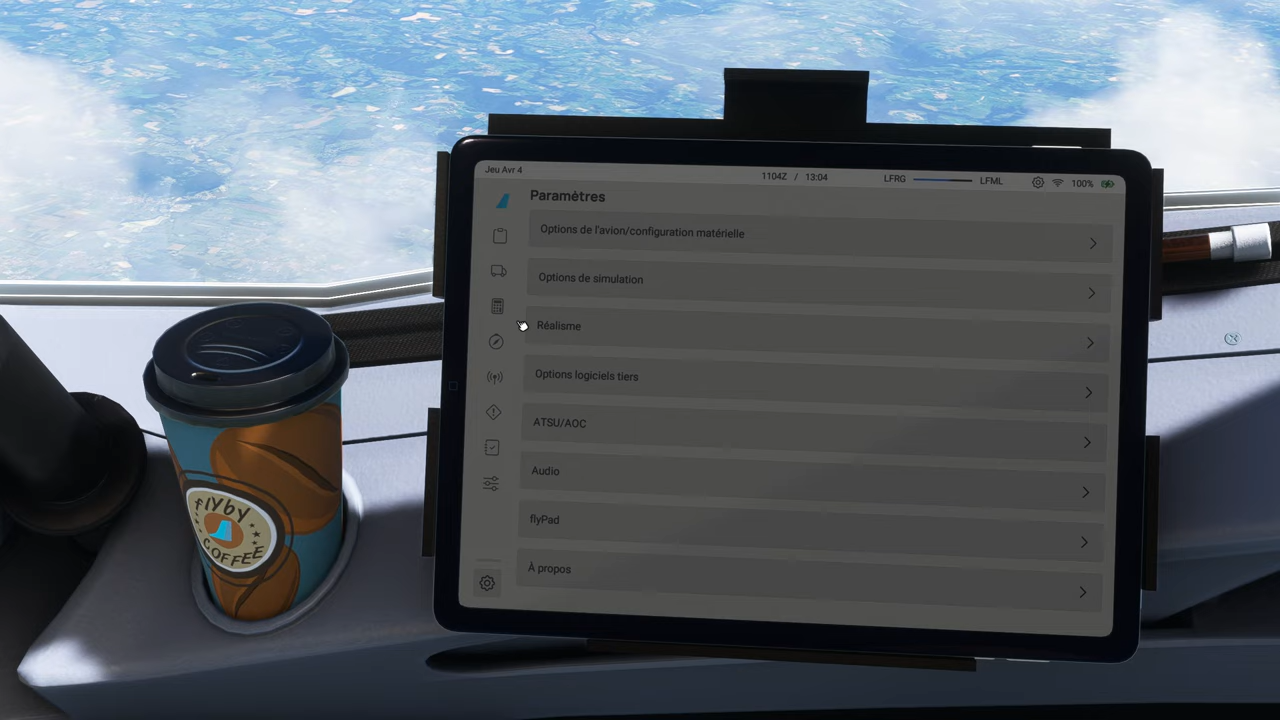 Jeu Avr 4
1104Z / 13:04
LFRG LFML
100%
Paramètres
Options de l'avion/configuration matérielle
Options de simulation
Réalisme
Options logiciels tiers
ATSU/AOC
Audio
flyPad
À propos
flyby
COFFEE